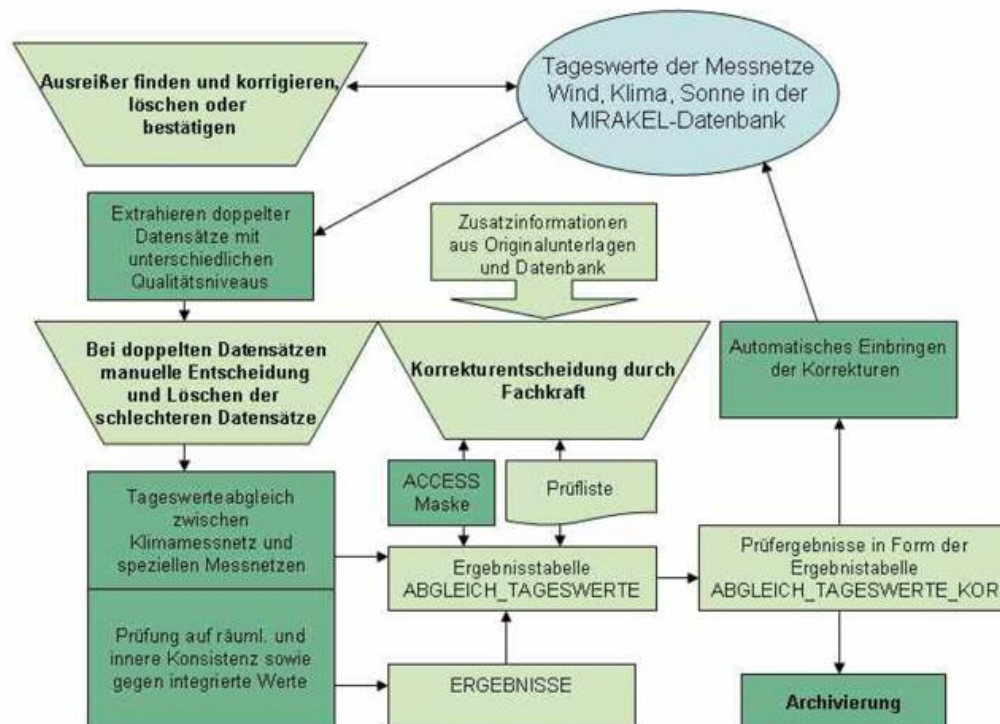 Ausreißer finden und korrigieren,
löschen oder
bestätigen
Tageswerte der Messnetze
Wind, Klima, Sonne in der
MIRAKEL-Datenbank
Extrahieren doppelter
Datensätze mit
unterschiedlichen
Qualitätsniveaus
Zusatzinformationen
aus Originalunterlagen
und Datenbank
Bei doppelten Datensätzen
manuelle Entscheidung
und Löschen der
schlechteren Datensätze
Korrekturentscheidung durch
Fachkraft
Automatisches Einbringen
der Korrekturen
Tageswerteabgleich
zwischen
Klimamessnetz und
speziellen Messnetzen
ACCESS
Maske
Prüfliste
Ergebnisstabelle
ABGLEICH_TAGESWERTE
Prüfergebnisse in Form der
Ergebnistabelle
ABGLEICH_TAGESWERTE_KOR
Prüfung auf räuml. und
innere Konsistenz sowie
gegen integrierte Werte
ERGEBNISSE
Archivierung